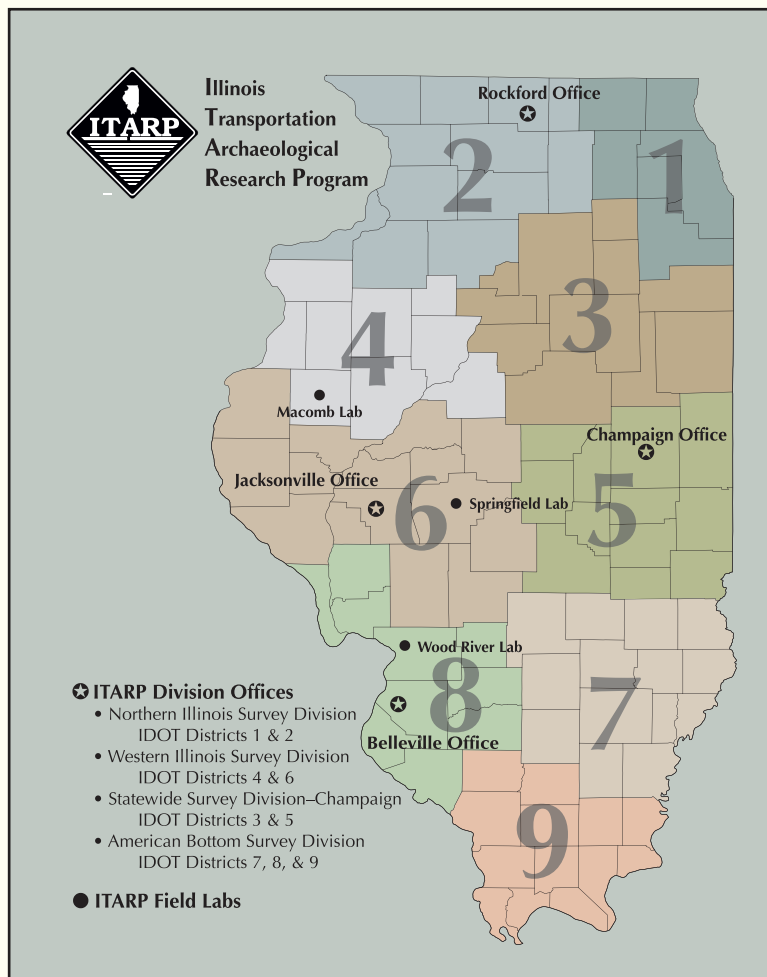 ITARP
Illinois
Transportation
Archaeological
Research Program
Rockford Office
2
1
3
4
Macomb Lab
Champaign Office
Jacksonville Office
6
Springfield Lab
5
Wood River Lab
8
7
Belleville Office
9
ITARP Division Offices
• Northern Illinois Survey Division
IDOT Districts 1 & 2
• Western Illinois Survey Division
IDOT Districts 4 & 6
• Statewide Survey Division–Champaign
IDOT Districts 3 & 5
• American Bottom Survey Division
IDOT Districts 7, 8, & 9
ITARP Field Labs